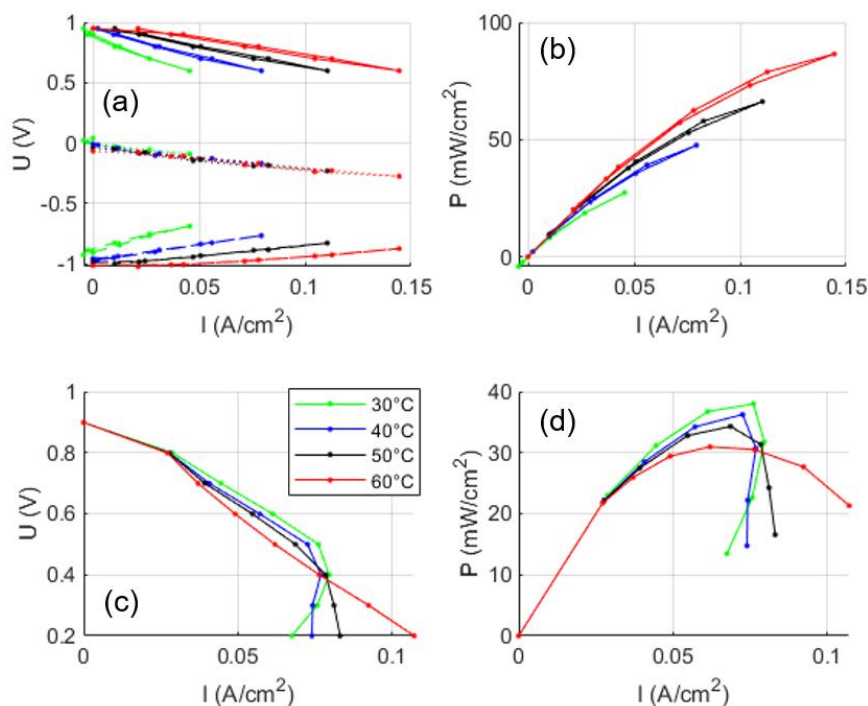 1
0.5
0
-0.5
-1
U (V)
(a)
0
0.05
0.1
0.15
I (A/cm²)
100
50
0
P (mW/cm²)
(b)
0
0.05
0.1
0.15
I (A/cm²)
1
0.8
0.6
0.4
0.2
U (V)
(c)
30°C
40°C
50°C
60°C
0
0.05
0.1
I (A/cm²)
40
30
20
10
0
P (mW/cm²)
(d)
0
0.05
0.1
I (A/cm²)